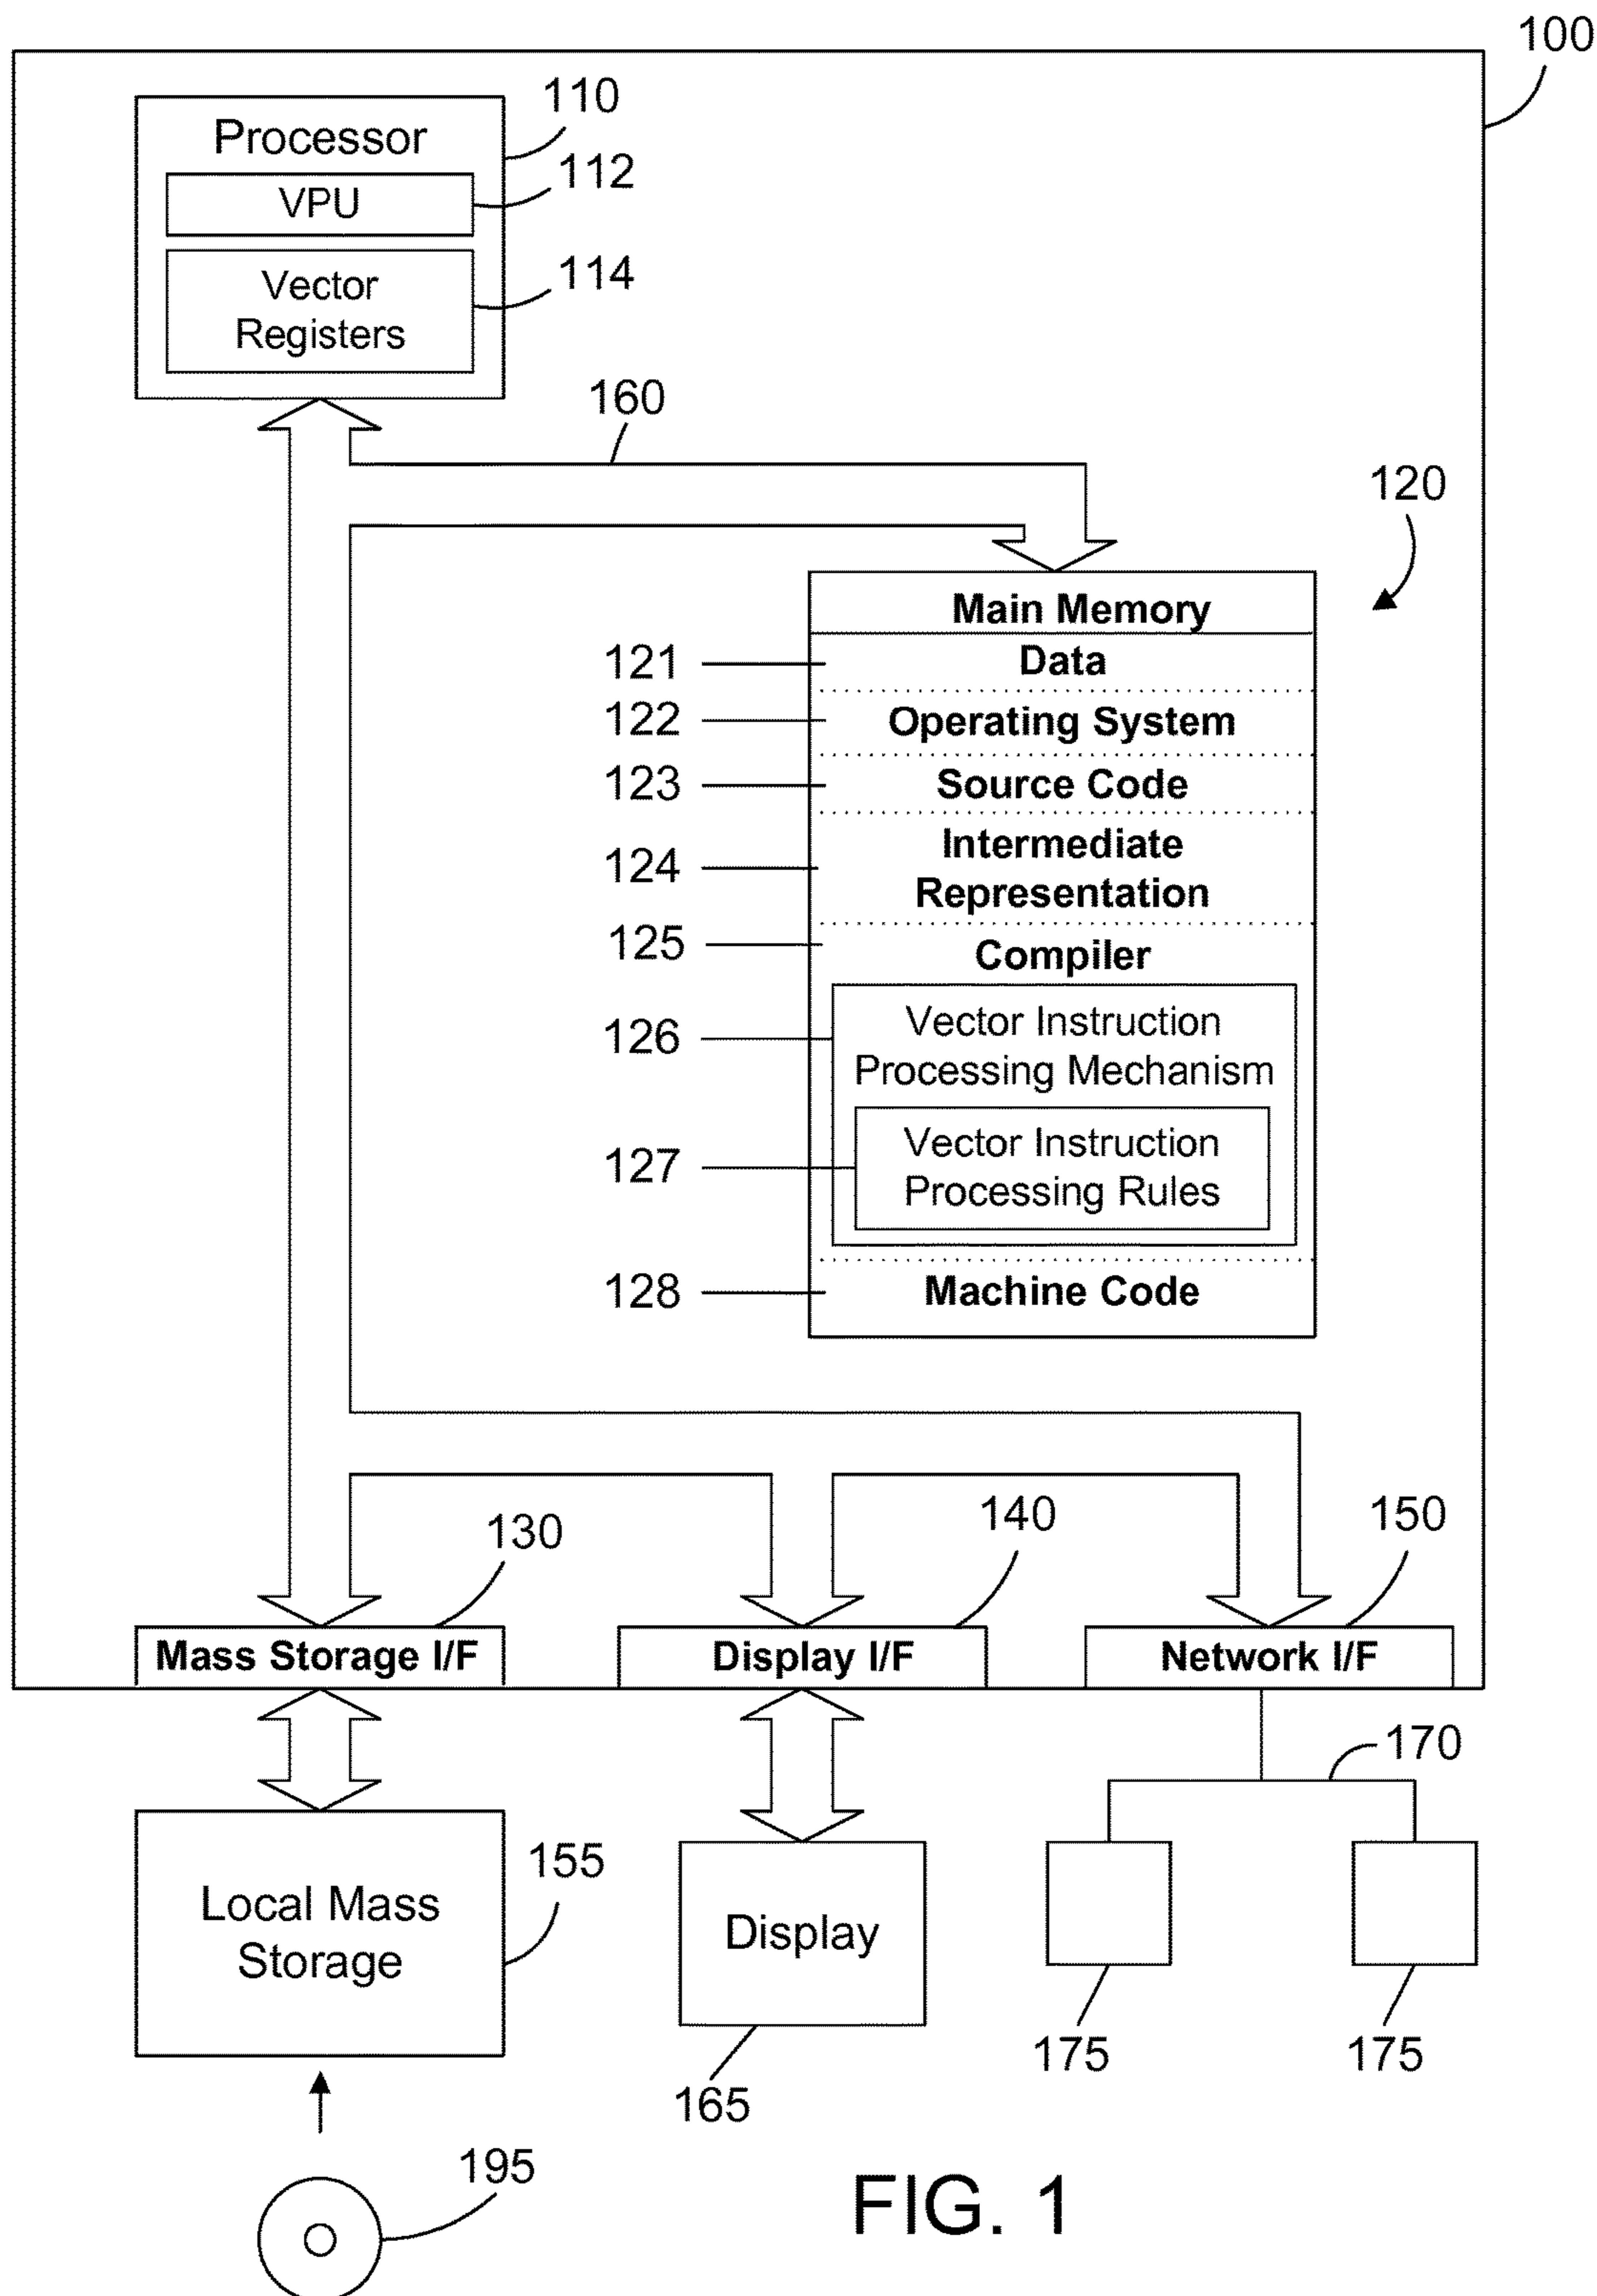 100
110
Processor
112
VPU
114
Vector
Registers
160
120
Main Memory
121
Data
122
Operating System
123
Source Code
124
Intermediate
Representation
125
Compiler
126
Vector Instruction
Processing Mechanism
127
Vector Instruction
Processing Rules
128
Machine Code
130
140
150
Mass Storage I/F
Display I/F
Network I/F
170
155
Local Mass
Storage
Display
175
175
165
195
FIG. 1